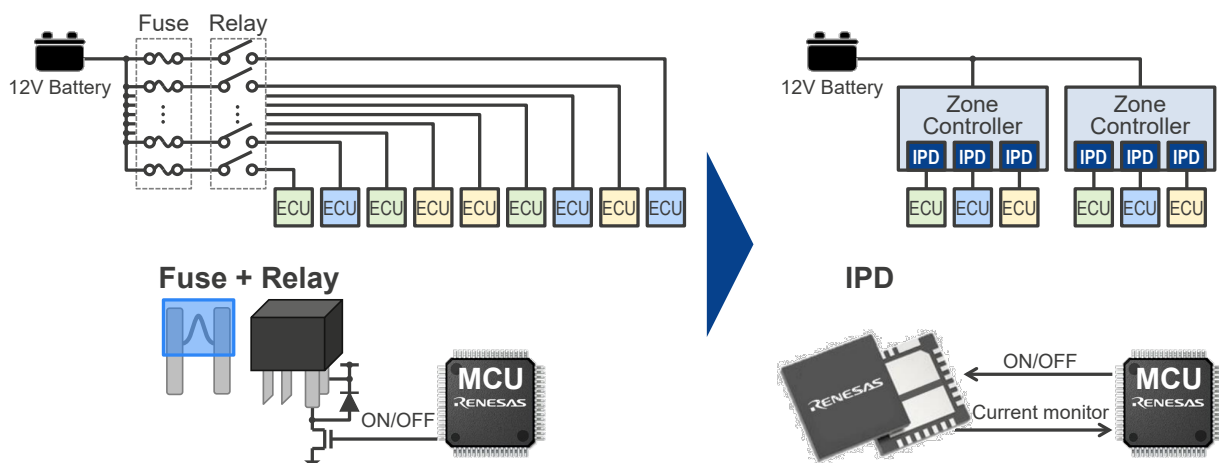 Fuse Relay
12V Battery
ECU ECU ECU ECU ECU ECU ECU ECU ECU
Fuse + Relay
ON/OFF
MCU
RENESAS
12V Battery
Zone
Controller
IPD IPD IPD
ECU ECU ECU
Zone
Controller
IPD IPD IPD
ECU ECU ECU
IPD
RENESAS
RENESAS
ON/OFF
Current monitor
MCU
RENESAS